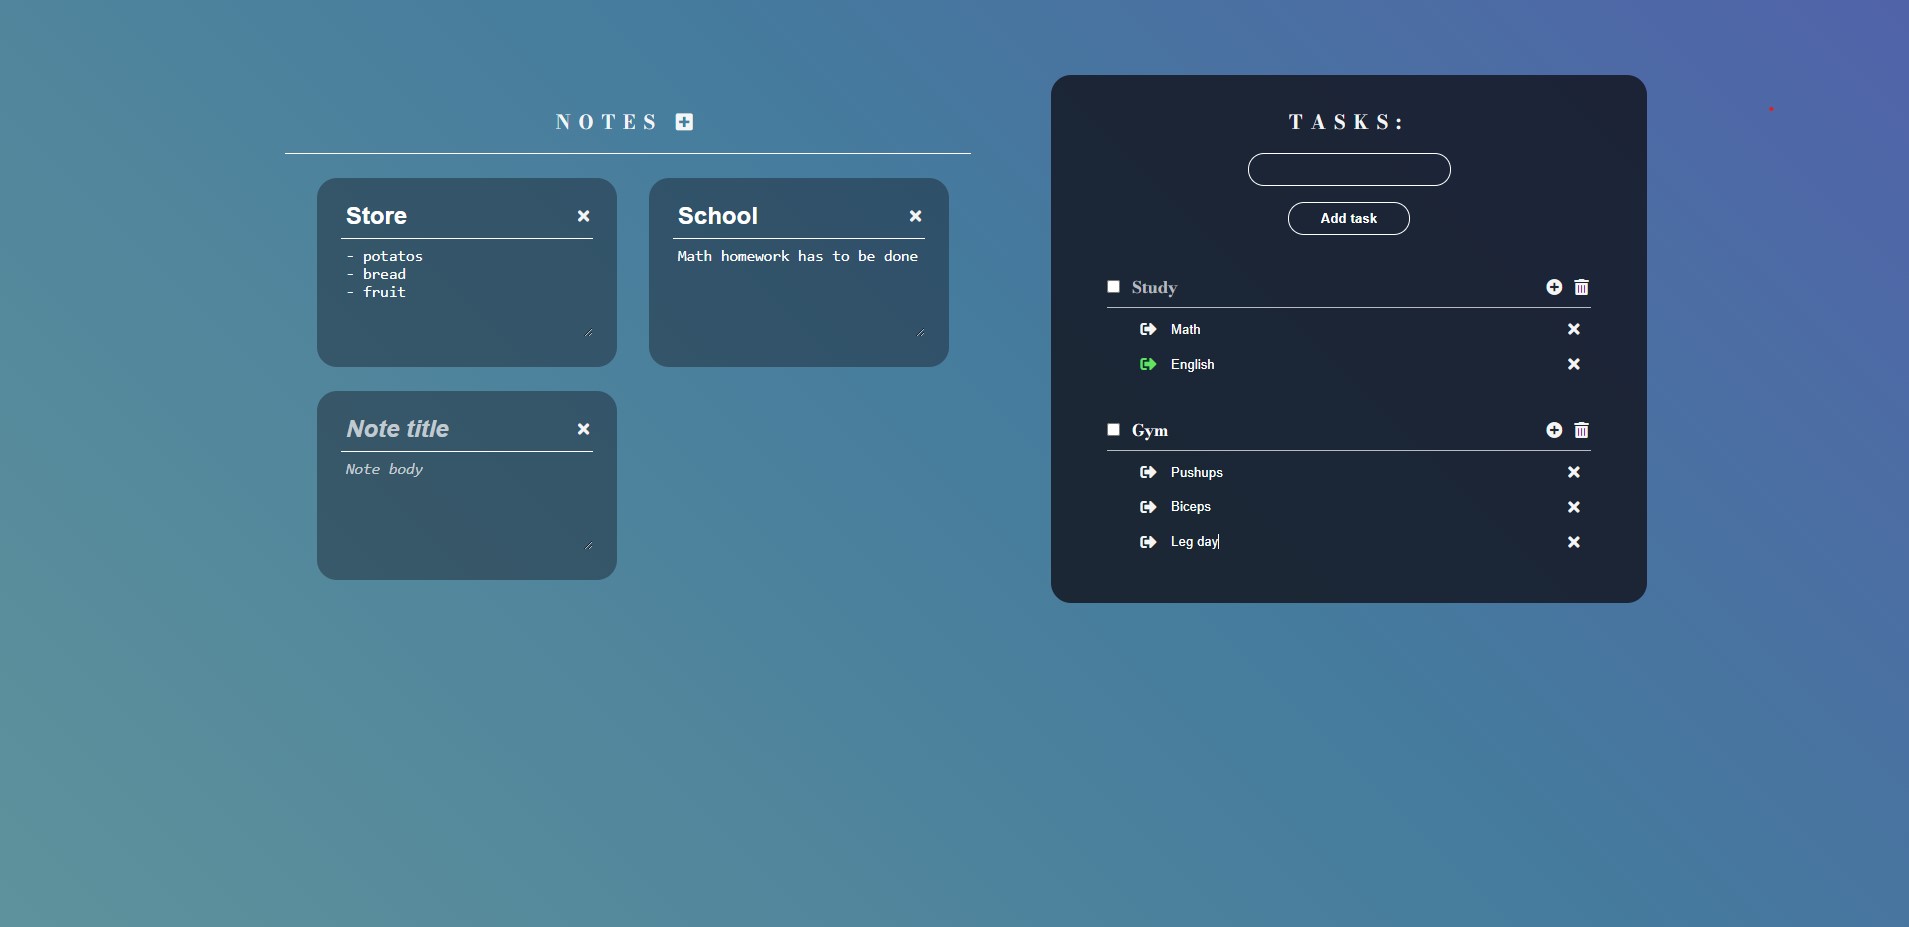 NOTES
Store
- potatos
- bread
- fruit
School
Math homework has to be done
Note title
Note body
TASKS:
Add task
Study
Math
English
Gym
Pushups
Biceps
Leg day